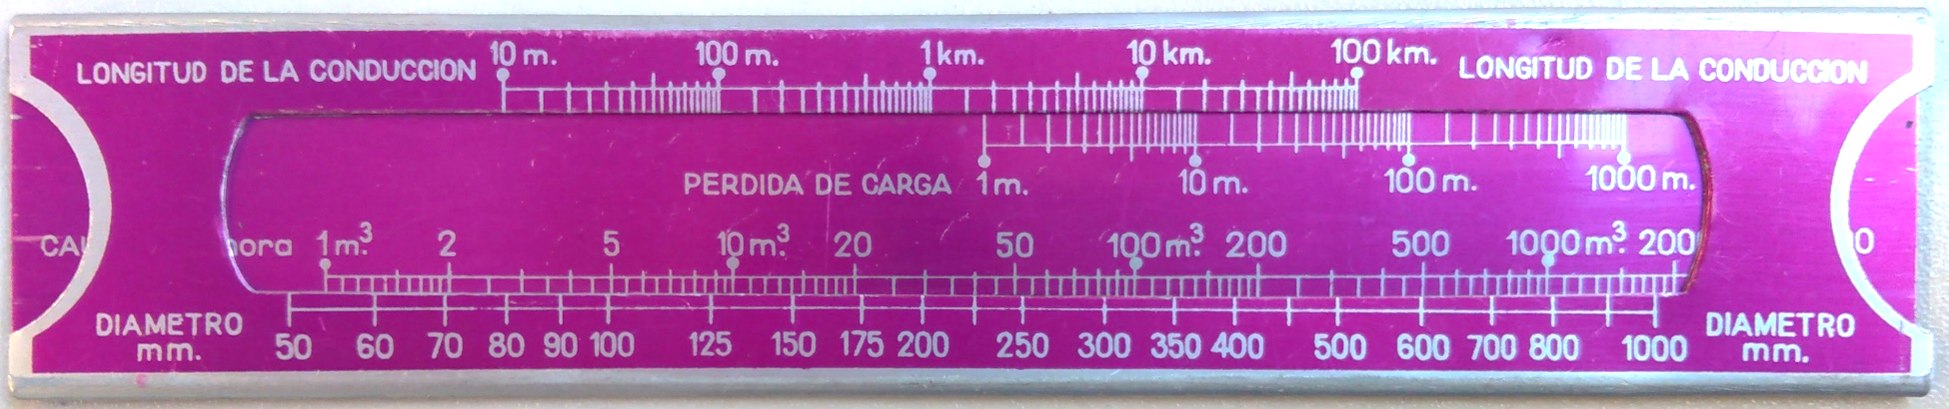 10 m. 100 m. 1 km. 10 km. 100 km.
LONGITUD DE LA CONDUCCION LONGITUD DE LA CONDUCCION
PERDIDA DE CARGA 1 m. 10 m. 100 m. 1000 m.
1 m.³ 2 5 10 m³. 20 50 100 m³. 200 500 1000 m³. 200
DIAMETRO mm. 50 60 70 80 90 100 125 150 175 200 250 300 350 400 500 600 700 800 1000 DIAMETRO mm.